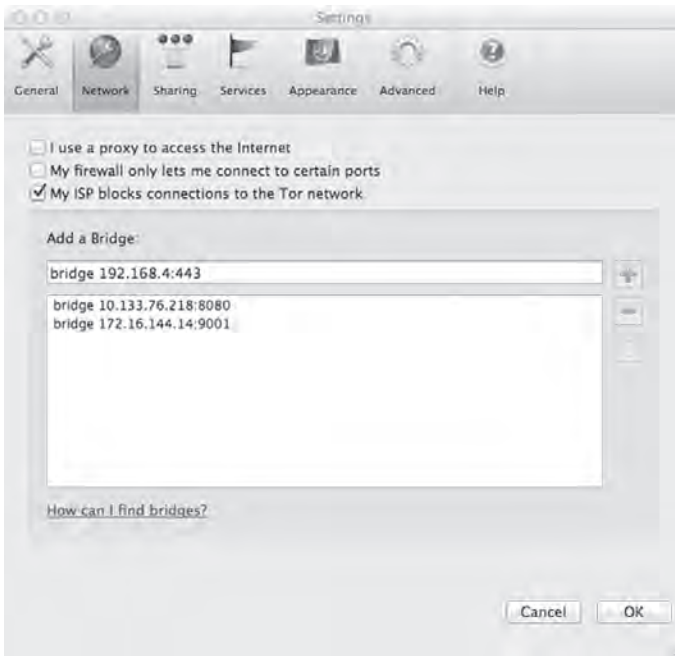 Settings
General Network Sharing Services Appearance Advanced Help
I use a proxy to access the Internet
My firewall only lets me connect to certain ports
My ISP blocks connections to the Tor network
Add a Bridge:
bridge 192.168.4:443
bridge 10.133.76.218:8080
bridge 172.16.144.14:9001
How can I find bridges?
Cancel OK